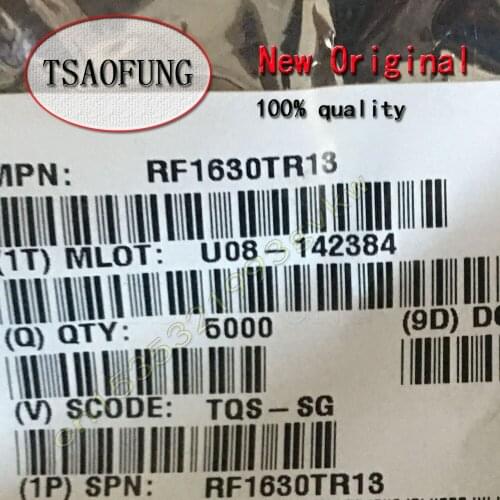 TSAOFUNG
New Original
100% quality
MPN: RF1630TR13
(1T) MLOT: U08-142384
(Q) QTY: 5000
(9D) D
(V) SCODE: TQS-SG
(1P) SPN: RF1630TR13